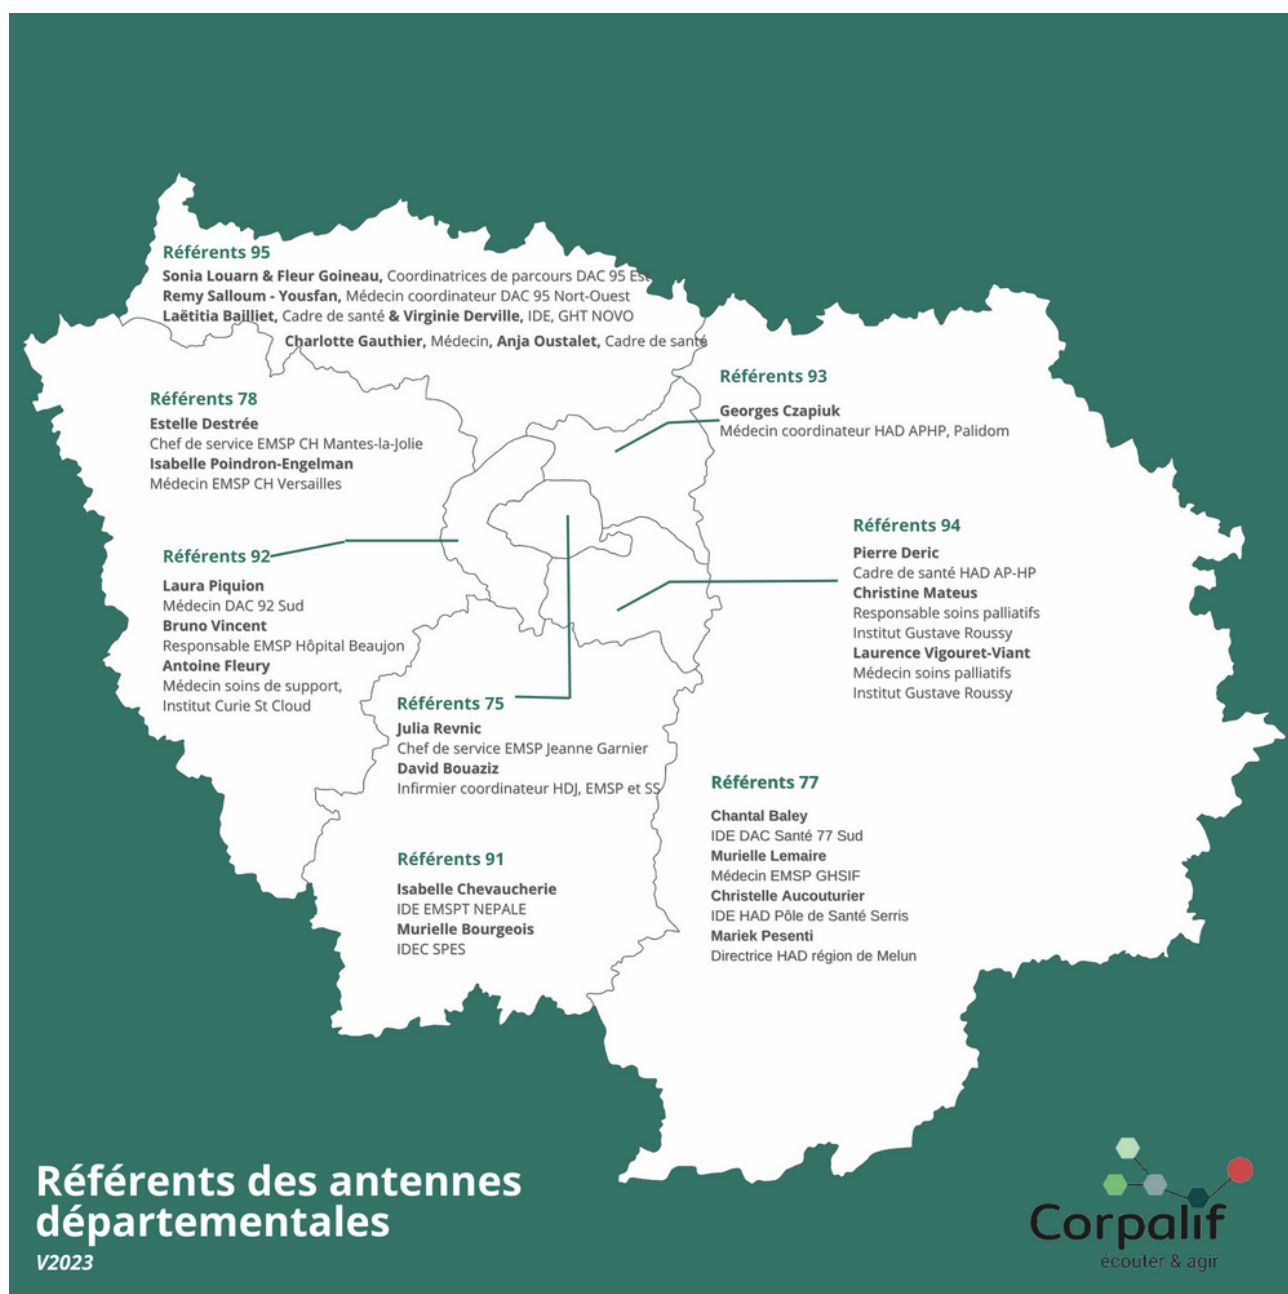 Référents 95
Sonia Louarn & Fleur Goineau, Coordinatrices de parcours DAC 95 Est
Remy Salloum - Yousfan, Médecin coordinateur DAC 95 Nort-Ouest
Laëtitia Bailliet, Cadre de santé & Virginie Derville, IDE, GHT NOVO
Charlotte Gauthier, Médecin, Anja Oustalet, Cadre de santé
Référents 78
Estelle Destrée
Chef de service EMSP CH Mantes-la-Jolie
Isabelle Poindron-Engelman
Médecin EMSP CH Versailles
Référents 93
Georges Czapiuk
Médecin coordinateur HAD APHP, Palidom
Référents 92
Laura Piquion
Médecin DAC 92 Sud
Bruno Vincent
Responsable EMSP Hôpital Beaujon
Antoine Fleury
Médecin soins de support,
Institut Curie St Cloud
Référents 94
Pierre Deric
Cadre de santé HAD AP-HP
Christine Mateus
Responsable soins palliatifs
Institut Gustave Roussy
Laurence Vigouret-Viant
Médecin soins palliatifs
Institut Gustave Roussy
Référents 75
Julia Revnic
Chef de service EMSP Jeanne Garnier
David Bouaziz
Infirmier coordinateur HDJ, EMSP et SS
Référents 77
Chantal Baley
IDE DAC Santé 77 Sud
Murielle Lemaire
Médecin EMSP GHSIF
Christelle Aucouturier
IDE HAD Pôle de Santé Serris
Mariek Pesenti
Directrice HAD région de Melun
Référents 91
Isabelle Chevaucherie
IDE EMSPT NEPALE
Murielle Bourgeois
IDEC SPES
Référents des antennes
départementales
V2023
Corpalif
écouter & agir